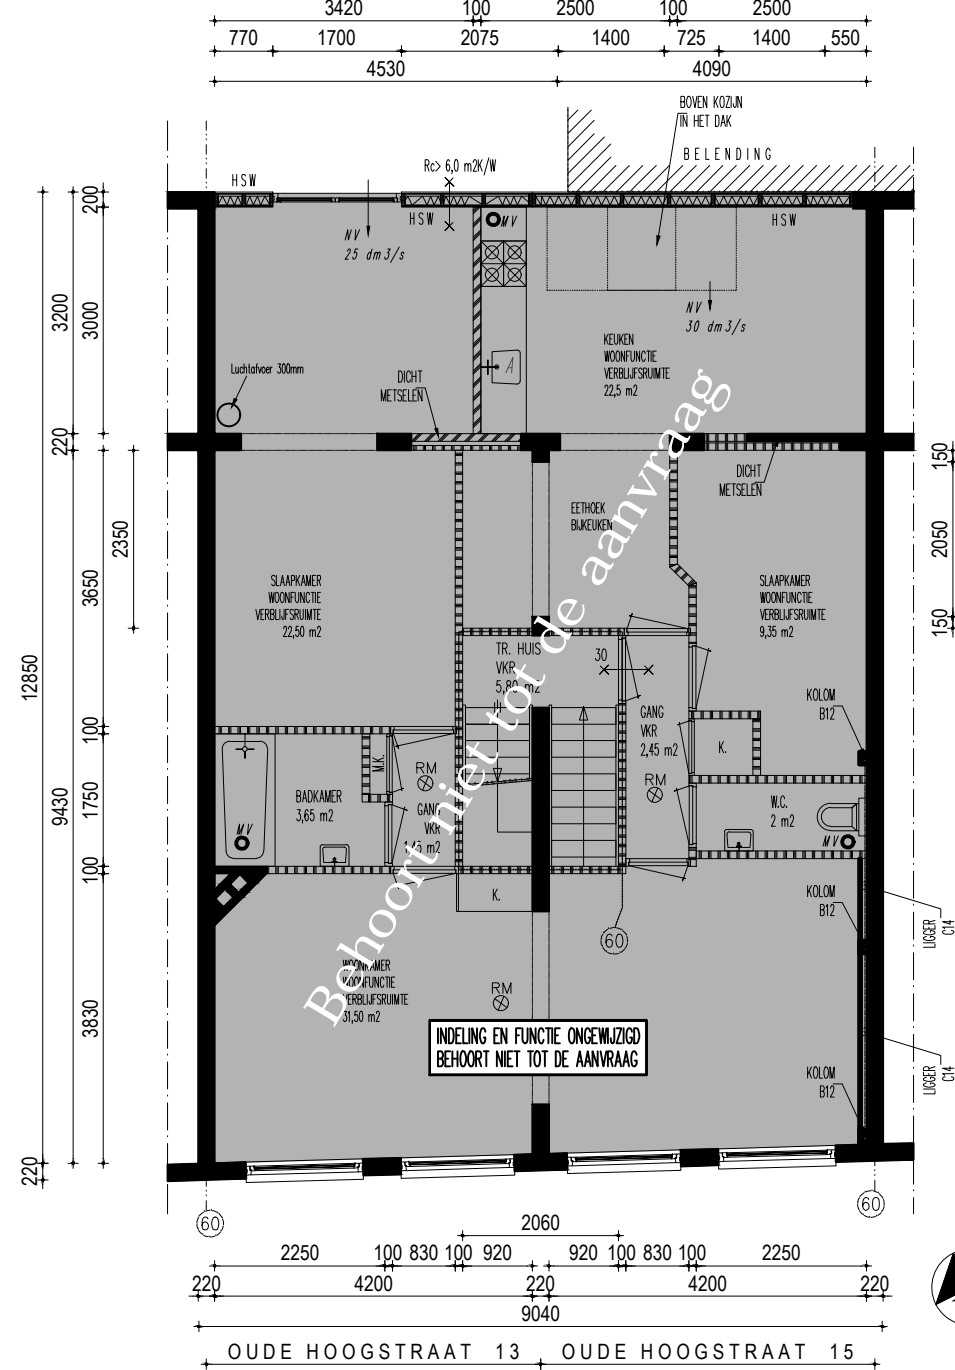 3420 100 2500 100 2500
770 1700 2075 1400 725 1400 550
4530 4090
BOVEN KOZIJN
IN HET DAK
BELENDING
Rc> 6,0 m2K/W
HSW
HSW
HSW
MV
NV
25 dm3/s
NV
30 dm3/s
KEUKEN
WOONFUNCTIE
VERBLIJFSRUIMTE
22,5 m2
A
Luchtafvoer 300mm
DICHT
METSELEN
DICHT
METSELEN
EETHOEK
BIJKEUKEN
SLAAPKAMER
WOONFUNCTIE
VERBLIJFSRUIMTE
22,50 m2
SLAAPKAMER
WOONFUNCTIE
VERBLIJFSRUIMTE
9,35 m2
TR. HUIS
VKR
5,80 m2
30
GANG
VKR
2,45 m2
RM
K.
KOLOM
B12
W.C.
2 m2
MV
M.K.
RM
BADKAMER
3,65 m2
MV
GANG
VKR
1,45 m2
K.
60
KOLOM
B12
LIGGER
C14
WOONKAMER
WOONFUNCTIE
VERBLIJFSRUIMTE
31,50 m2
RM
INDELING EN FUNCTIE ONGEWIJZIGD
BEHOORT NIET TOT DE AANVRAAG
KOLOM
B12
LIGGER
C14
Behoort niet tot de aanvraag
200
3200 3000
220
2350
3650
12850
100
9430 1750
100
3830
220
150
2050
150
60 60
2060
2250 100 830 100 920 920 100 830 100 2250
220 4200 220 4200 220
9040
OUDE HOOGSTRAAT 13 OUDE HOOGSTRAAT 15